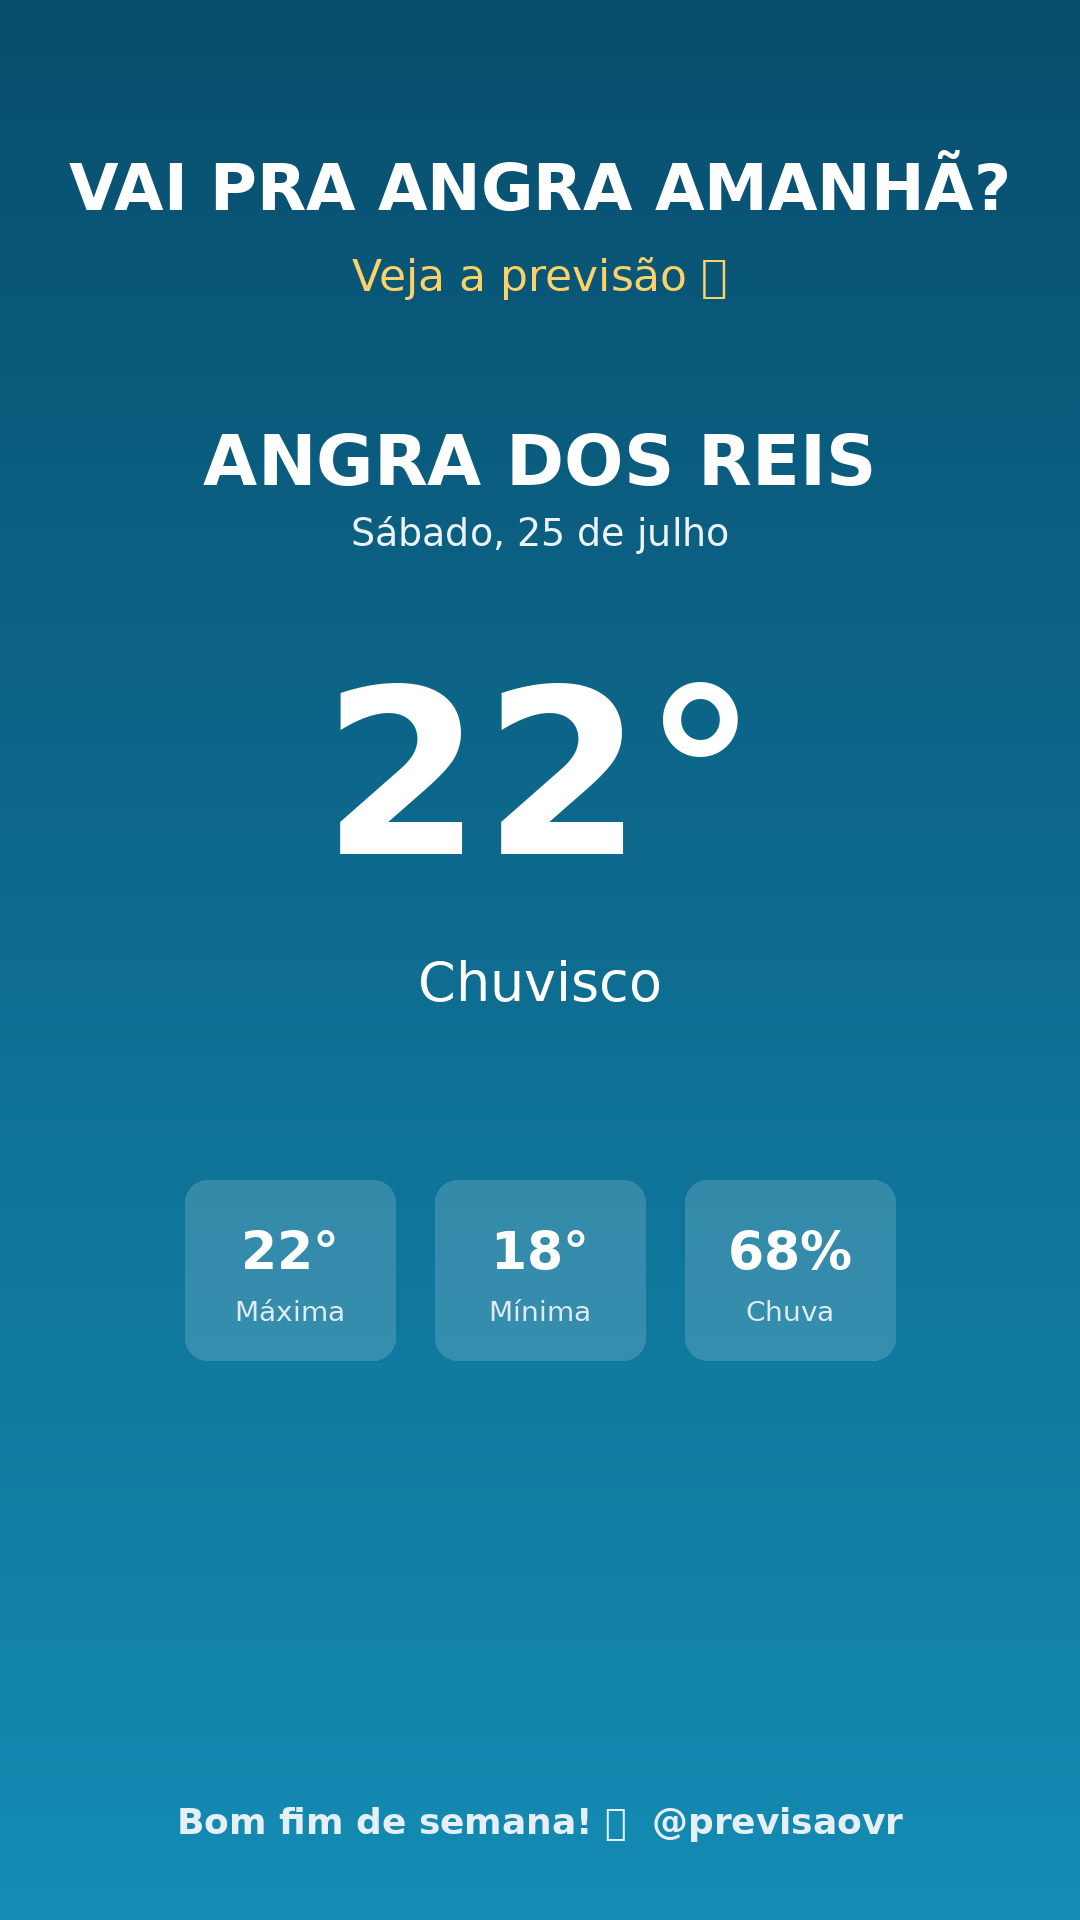 VAI PRA ANGRA AMANHÃ?
Veja a previsão
ANGRA DOS REIS
Sábado, 25 de julho
22°
Chuvisco
22°
Máxima
18°
Mínima
68%
Chuva
Bom fim de semana! @previsaovr